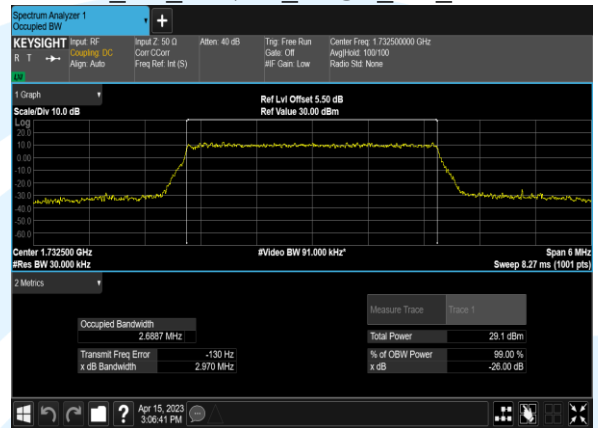 Spectrum Analyzer 1
Occupied BW
+
KEYSIGHT Input: RF Input Z: 50 Ω Atten: 40 dB Trig: Free Run Center Freq: 1.732500000 GHz
Coupling: DC Corr CCorr Gate: Off Avg|Hold: 100/100
R T Align: Auto Freq Ref: Int (S) #IF Gain: Low Radio Std: None
1 Graph
Ref Lvl Offset 5.50 dB
Scale/Div 10.0 dB Ref Value 30.00 dBm
Log
20.0
10.0
0.00
-10.0
-20.0
-30.0
-40.0
-50.0
-60.0
Center 1.732500 GHz #Video BW 91.000 kHz* Span 6 MHz
#Res BW 30.000 kHz Sweep 8.27 ms (1001 pts)
2 Metrics
Measure Trace Trace 1
Occupied Bandwidth
2.6887 MHz Total Power 29.1 dBm
Transmit Freq Error -130 Hz % of OBW Power 99.00 %
x dB Bandwidth 2.970 MHz x dB -26.00 dB
? Apr 15, 2023
3:06:41 PM